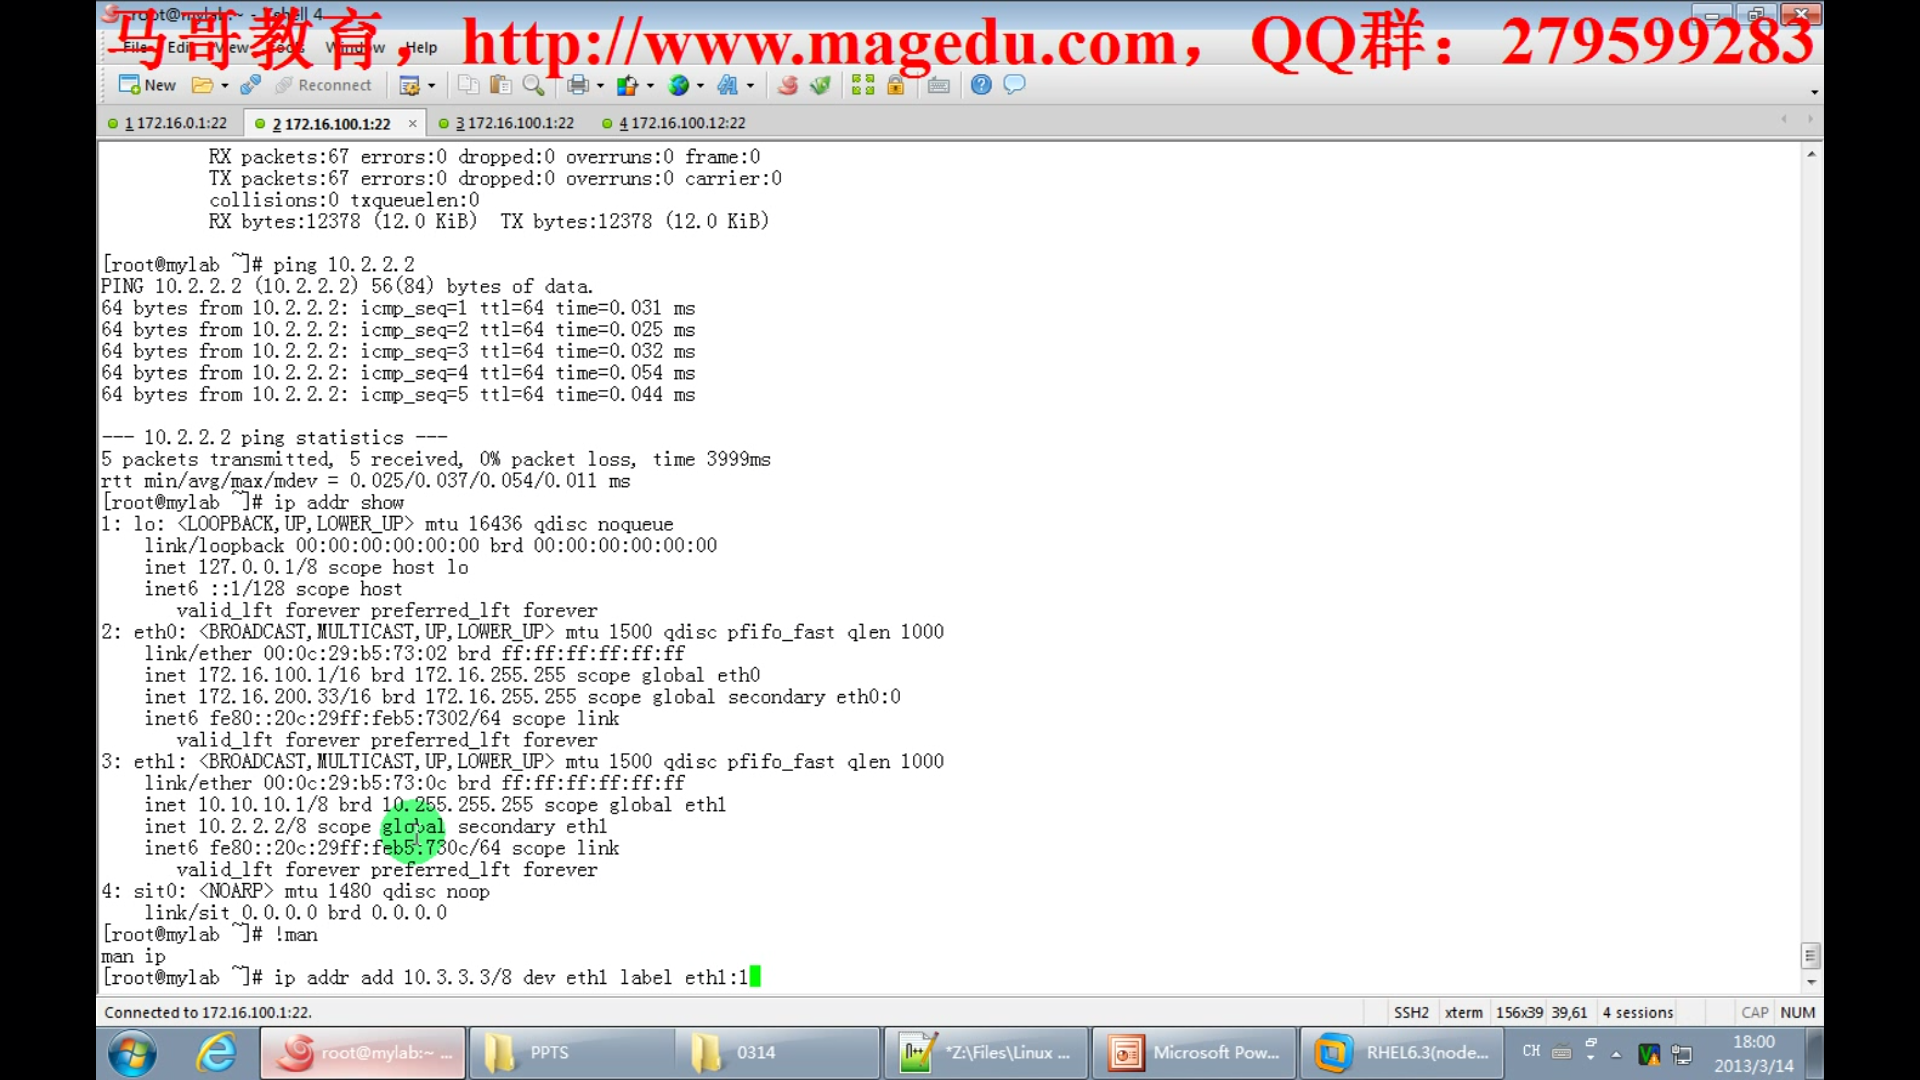 root@mylab:~ - Xshell 4
马哥教育，http://www.magedu.com，QQ群：279599283
File Edit View Tools Window Help
New Reconnect
1 172.16.0.1:22 2 172.16.100.1:22 3 172.16.100.1:22 4 172.16.100.12:22
RX packets:67 errors:0 dropped:0 overruns:0 frame:0
TX packets:67 errors:0 dropped:0 overruns:0 carrier:0
collisions:0 txqueuelen:0
RX bytes:12378 (12.0 KiB)  TX bytes:12378 (12.0 KiB)
[root@mylab ~]# ping 10.2.2.2
PING 10.2.2.2 (10.2.2.2) 56(84) bytes of data.
64 bytes from 10.2.2.2: icmp_seq=1 ttl=64 time=0.031 ms
64 bytes from 10.2.2.2: icmp_seq=2 ttl=64 time=0.025 ms
64 bytes from 10.2.2.2: icmp_seq=3 ttl=64 time=0.032 ms
64 bytes from 10.2.2.2: icmp_seq=4 ttl=64 time=0.054 ms
64 bytes from 10.2.2.2: icmp_seq=5 ttl=64 time=0.044 ms
--- 10.2.2.2 ping statistics ---
5 packets transmitted, 5 received, 0% packet loss, time 3999ms
rtt min/avg/max/mdev = 0.025/0.037/0.054/0.011 ms
[root@mylab ~]# ip addr show
1: lo: <LOOPBACK,UP,LOWER_UP> mtu 16436 qdisc noqueue
link/loopback 00:00:00:00:00:00 brd 00:00:00:00:00:00
inet 127.0.0.1/8 scope host lo
inet6 ::1/128 scope host
valid_lft forever preferred_lft forever
2: eth0: <BROADCAST,MULTICAST,UP,LOWER_UP> mtu 1500 qdisc pfifo_fast qlen 1000
link/ether 00:0c:29:b5:73:02 brd ff:ff:ff:ff:ff:ff
inet 172.16.100.1/16 brd 172.16.255.255 scope global eth0
inet 172.16.200.33/16 brd 172.16.255.255 scope global secondary eth0:0
inet6 fe80::20c:29ff:feb5:7302/64 scope link
valid_lft forever preferred_lft forever
3: eth1: <BROADCAST,MULTICAST,UP,LOWER_UP> mtu 1500 qdisc pfifo_fast qlen 1000
link/ether 00:0c:29:b5:73:0c brd ff:ff:ff:ff:ff:ff
inet 10.10.10.1/8 brd 10.255.255.255 scope global eth1
inet 10.2.2.2/8 scope global secondary eth1
inet6 fe80::20c:29ff:feb5:730c/64 scope link
valid_lft forever preferred_lft forever
4: sit0: <NOARP> mtu 1480 qdisc noop
link/sit 0.0.0.0 brd 0.0.0.0
[root@mylab ~]# !man
man ip
[root@mylab ~]# ip addr add 10.3.3.3/8 dev eth1 label eth1:1
Connected to 172.16.100.1:22. SSH2 xterm 156x39 39,61 4 sessions CAP NUM
root@mylab:~ ... PPTS 0314 *Z:\Files\Linux ... Microsoft Pow... RHEL6.3(node... CH 18:00
2013/3/14